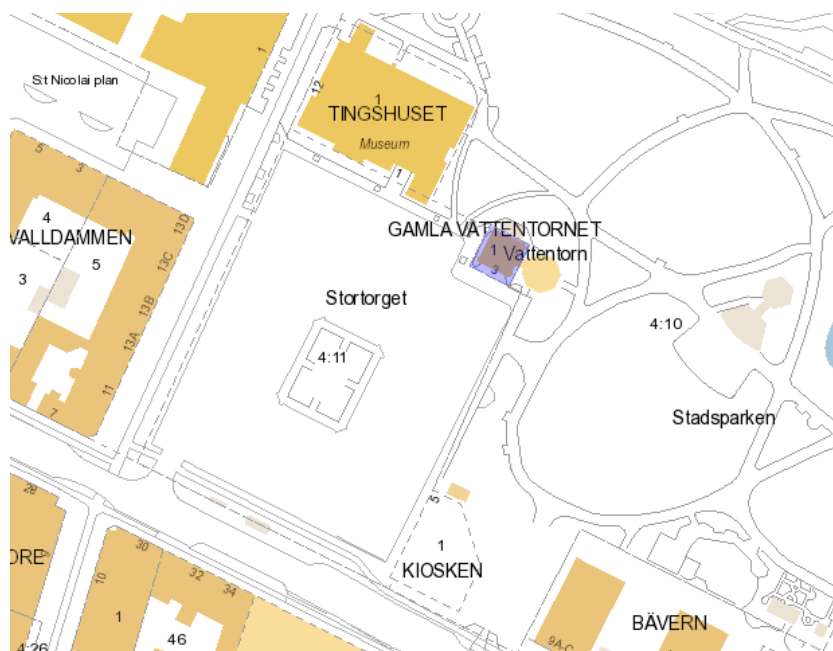 S:t Nicolai plan
1
12
1
TINGSHUSET
Museum
1
5
3
4
VALLDAMMEN
5
3
13D
13C
13B
13A
11
7
GAMLA VATTENTORNET
1
Vattentorn
3
Stortorget
4:11
4:10
Stadsparken
5
1
KIOSKEN
28
ORE
9
10
30
32
34
1
46
4:26
BÄVERN
9A-C